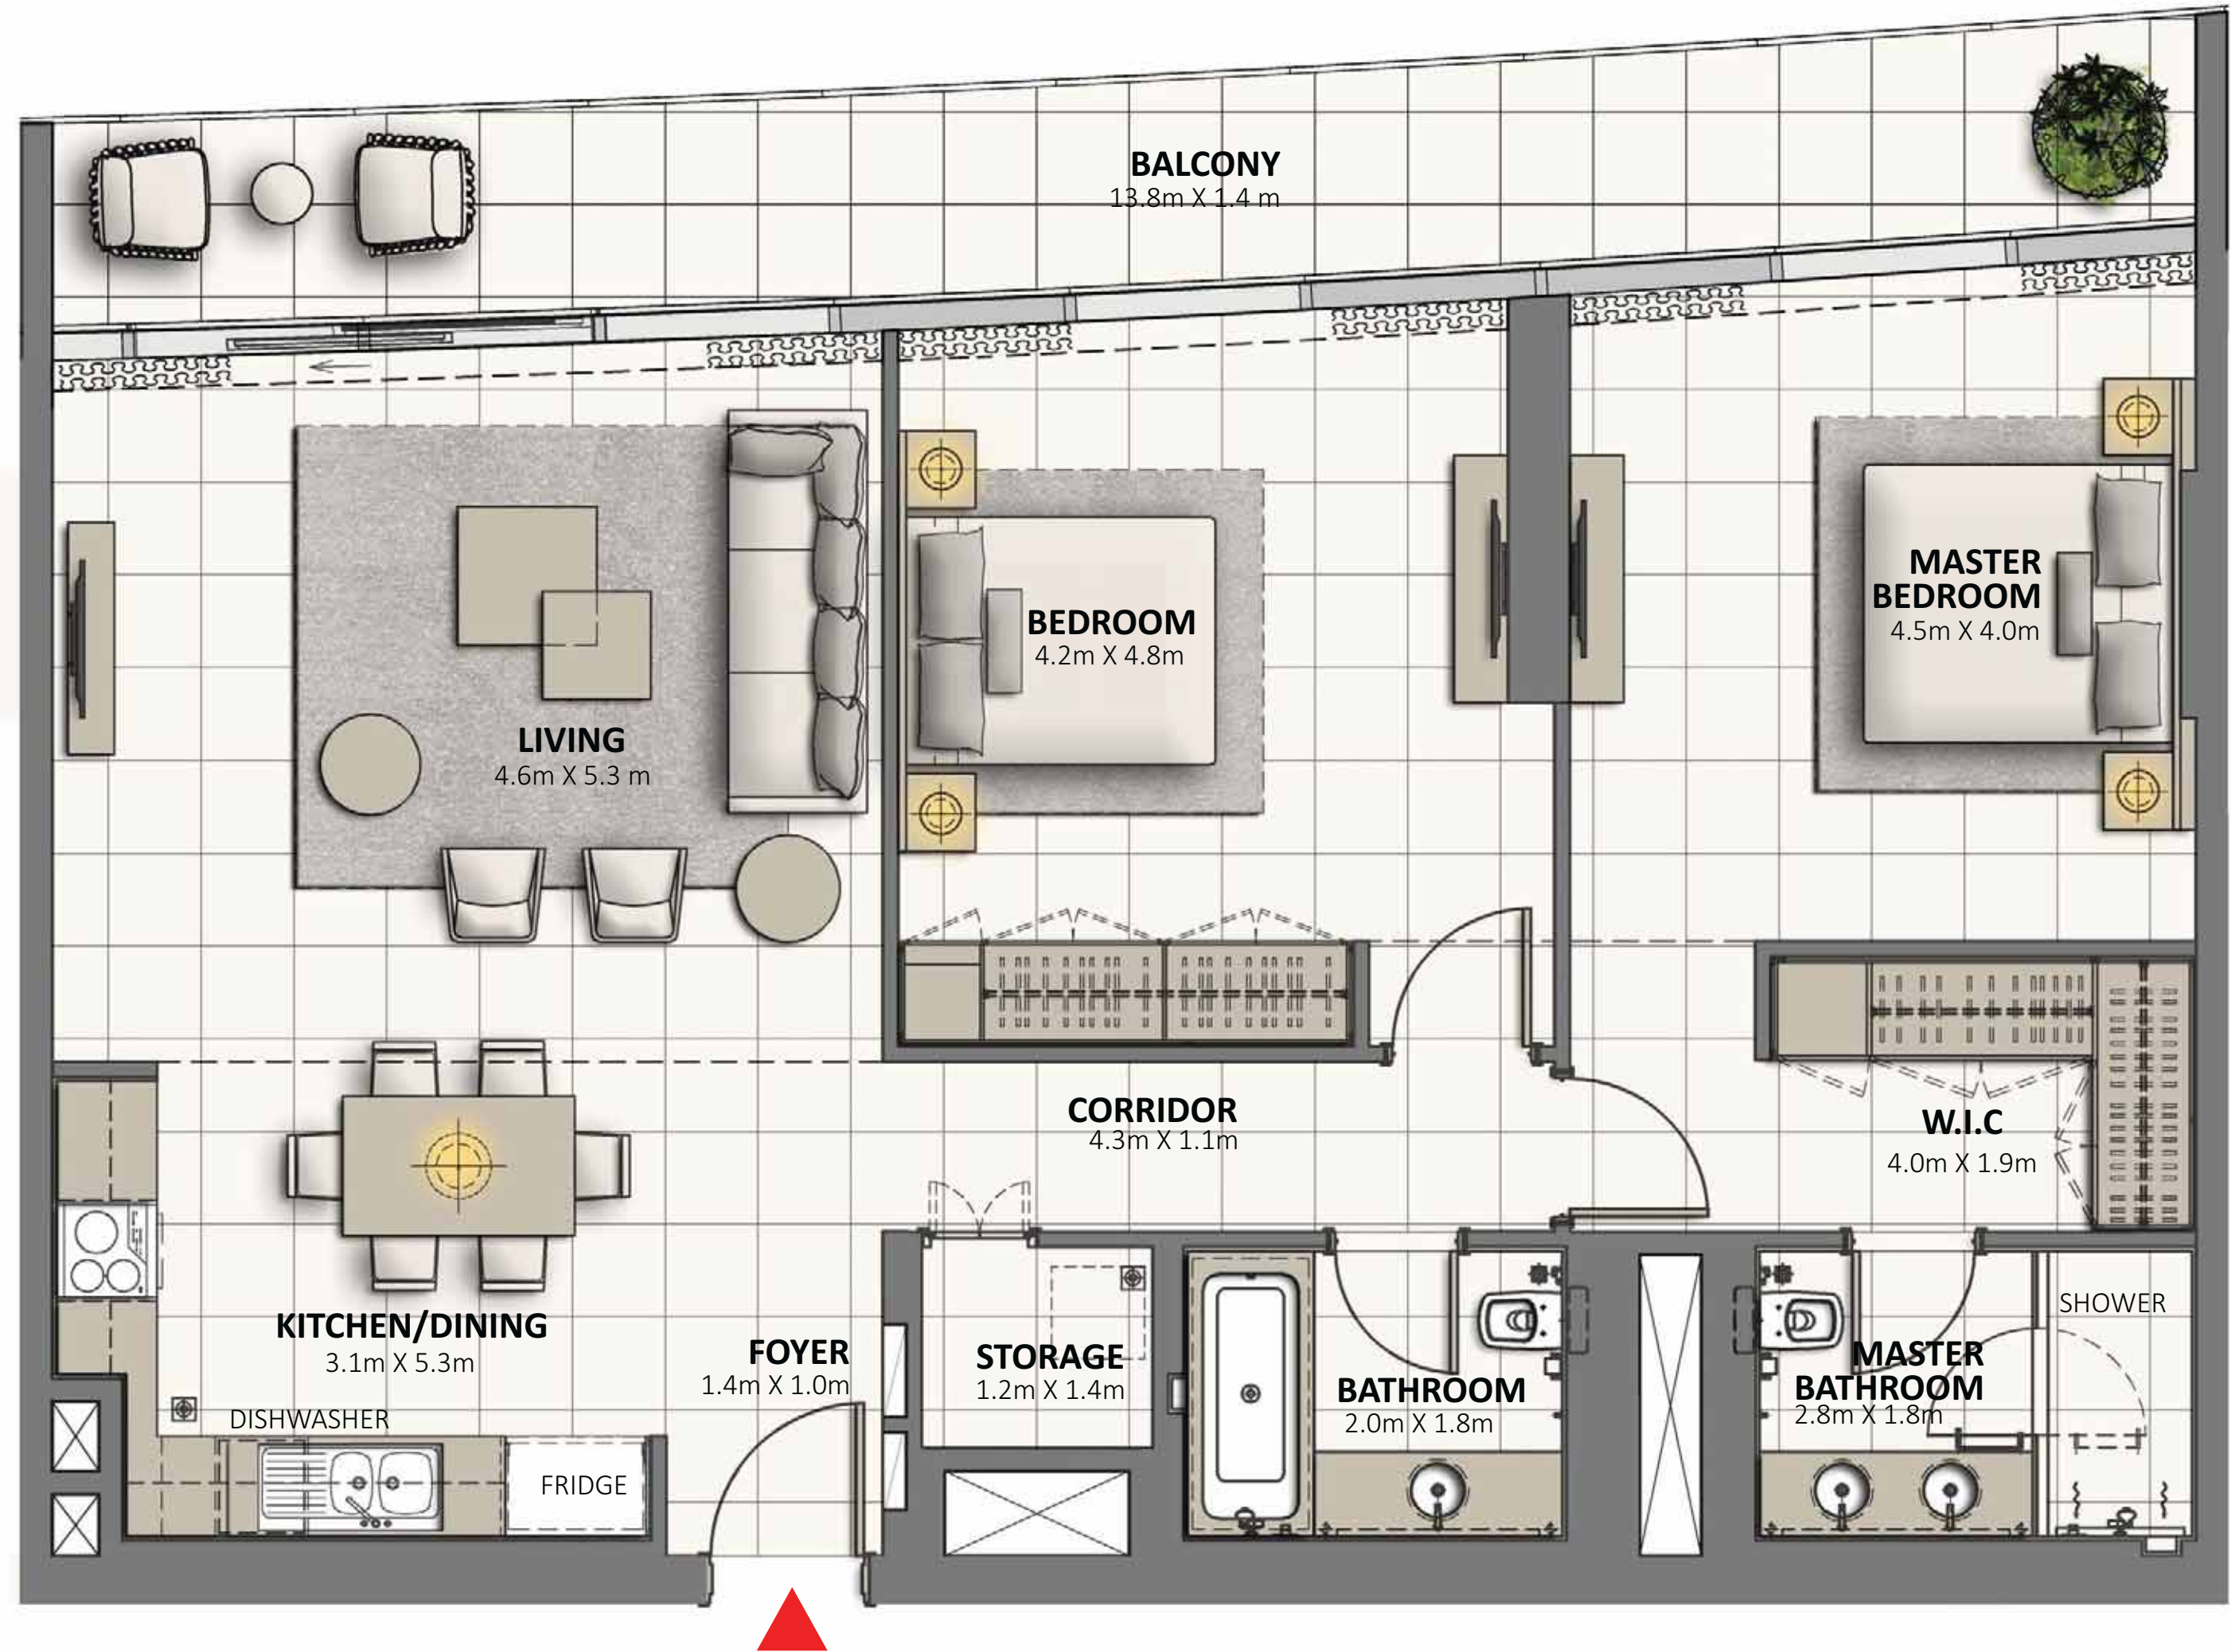 BALCONY
13.8m X 1.4 m
MASTER
BEDROOM
4.5m X 4.0m
BEDROOM
4.2m X 4.8m
LIVING
4.6m X 5.3 m
CORRIDOR
4.3m X 1.1m
W.I.C
4.0m X 1.9m
KITCHEN/DINING
3.1m X 5.3m
FOYER
1.4m X 1.0m
STORAGE
1.2m X 1.4m
BATHROOM
2.0m X 1.8m
SHOWER
MASTER
BATHROOM
2.8m X 1.8m
DISHWASHER
FRIDGE